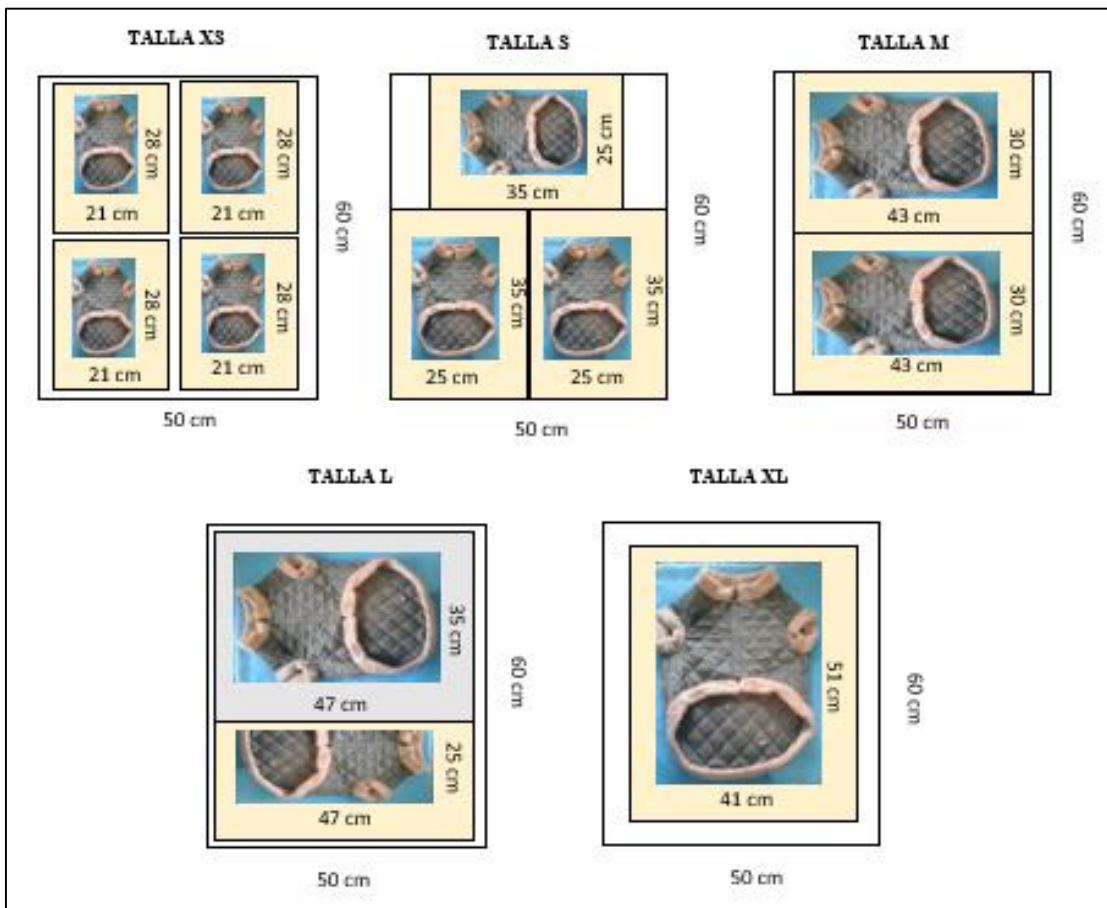 TALLA XS
28 cm
28 cm
21 cm
21 cm
28 cm
28 cm
21 cm
21 cm
60 cm
50 cm
TALLA S
25 cm
35 cm
35 cm
35 cm
25 cm
25 cm
60 cm
50 cm
TALLA M
30 cm
43 cm
30 cm
43 cm
60 cm
50 cm
TALLA L
35 cm
47 cm
25 cm
47 cm
60 cm
50 cm
TALLA XL
51 cm
41 cm
60 cm
50 cm